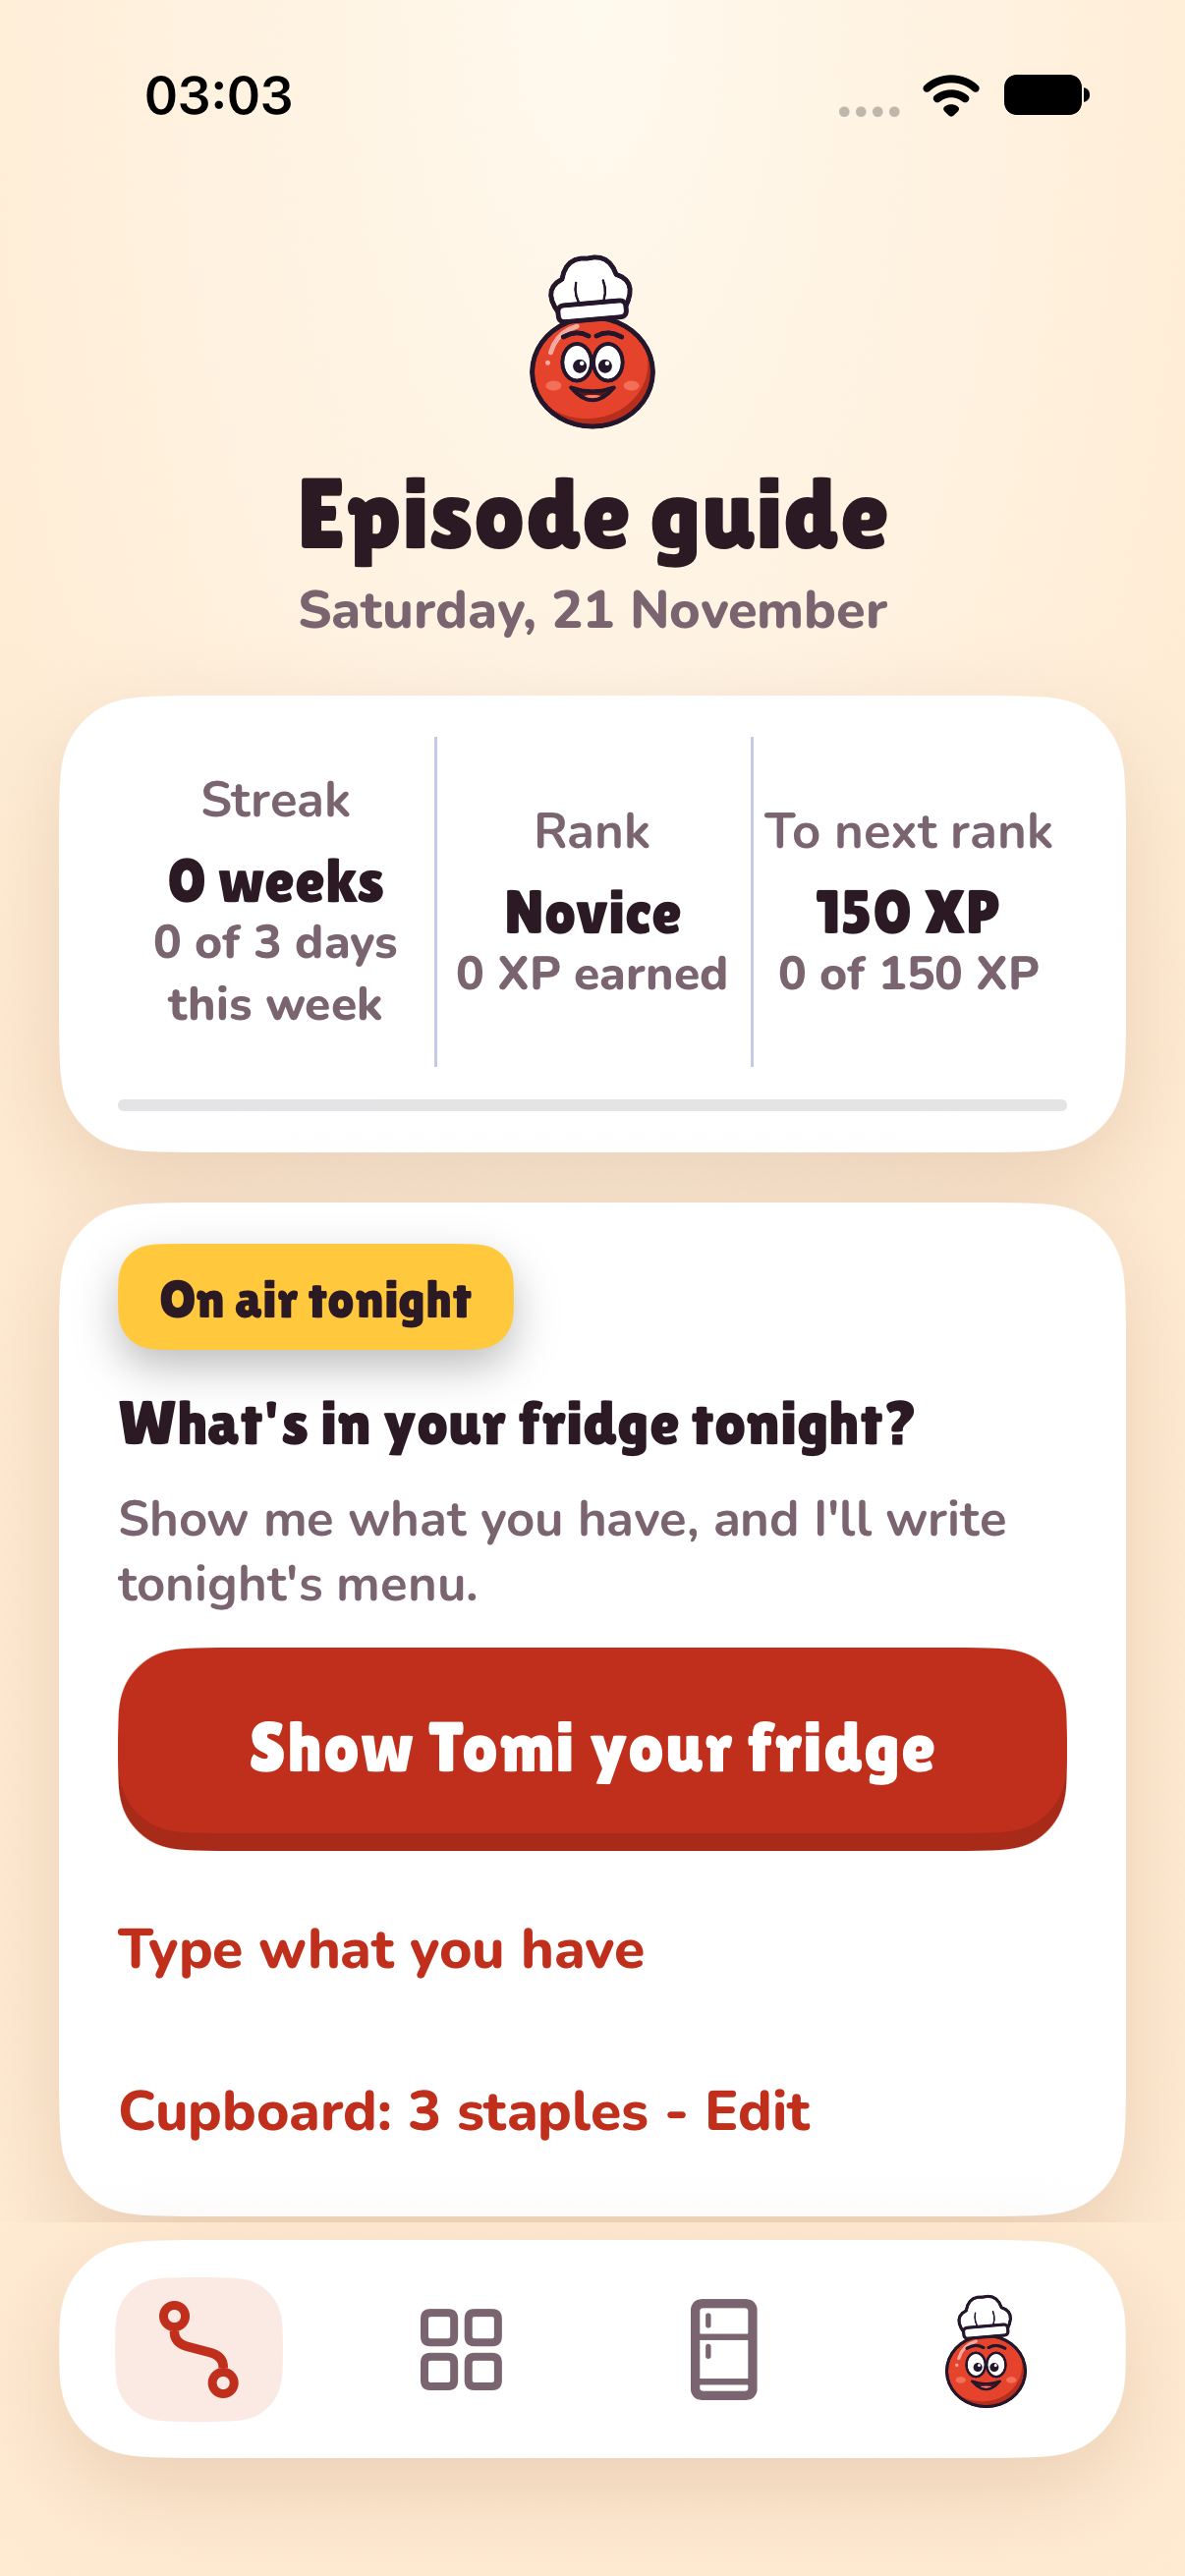 03:03
Episode guide
Saturday, 21 November
Streak
0 weeks
0 of 3 days
this week
Rank
Novice
0 XP earned
To next rank
150 XP
0 of 150 XP
On air tonight
What's in your fridge tonight?
Show me what you have, and I'll write
tonight's menu.
Show Tomi your fridge
Type what you have
Cupboard: 3 staples - Edit